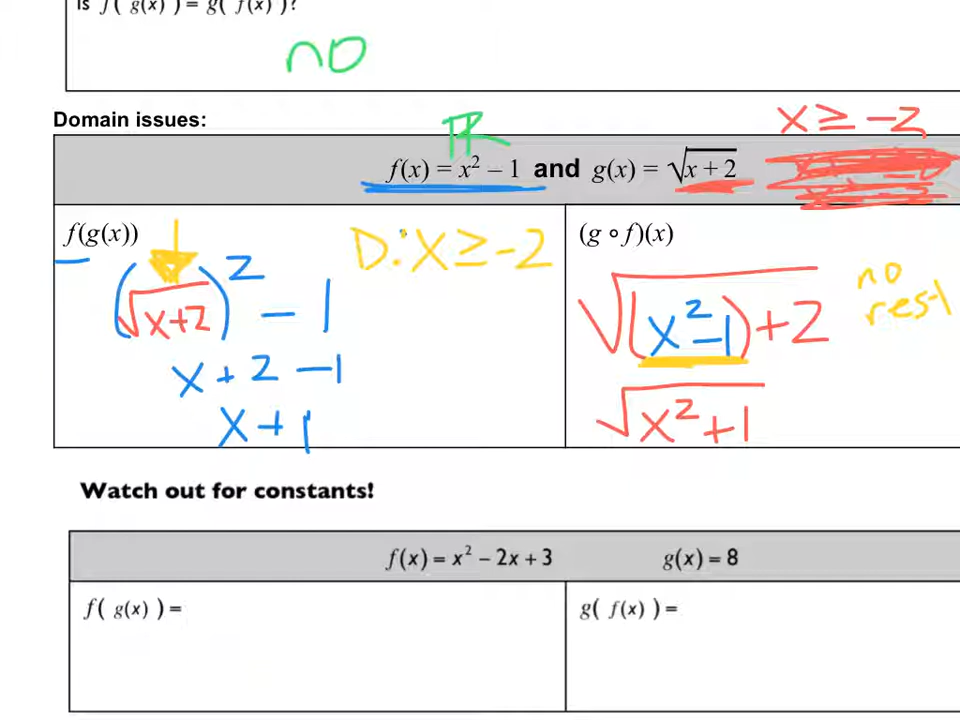 Is f( g(x) ) = g( f(x) )?
no
Domain issues:
ℝ
x ≥ -2
f(x) = x² – 1 and g(x) = √(x + 2)
f(g(x))
D: x ≥ -2
(√(x+2))² - 1
x + 2 - 1
x + 1
(g ∘ f)(x)
√((x²-1)+2)
no
√(x²+1)
Watch out for constants!
f(x) = x² – 2x + 3 g(x) = 8
f( g(x) ) =
g( f(x) ) =